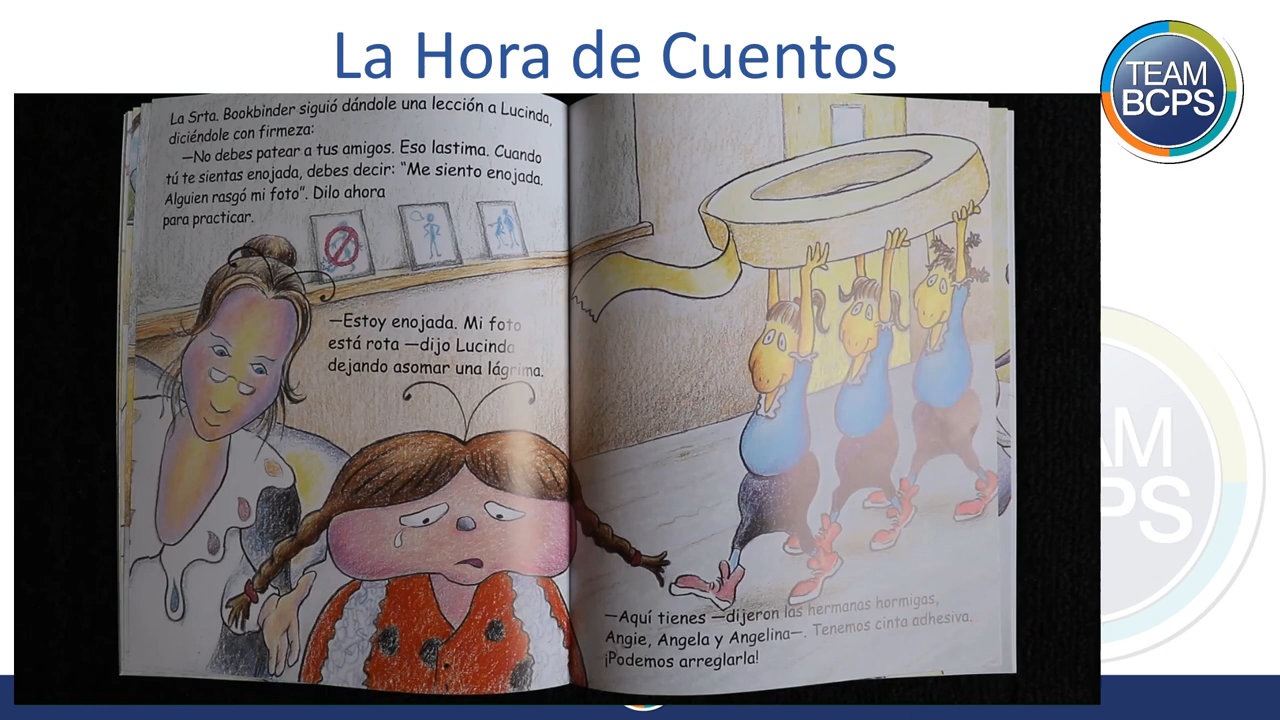 La Hora de Cuentos
TEAM
BCPS
La Srta. Bookbinder siguió dándole una lección a Lucinda,
diciéndole con firmeza:
—No debes patear a tus amigos. Eso lastima. Cuando
tú te sientas enojada, debes decir: “Me siento enojada.
Alguien rasgó mi foto”. Dilo ahora
para practicar.
—Estoy enojada. Mi foto
está rota —dijo Lucinda
dejando asomar una lágrima.
—Aquí tienes —dijeron las hermanas hormigas,
Angie, Angela y Angelina—. Tenemos cinta adhesiva.
¡Podemos arreglarla!
AM
PS